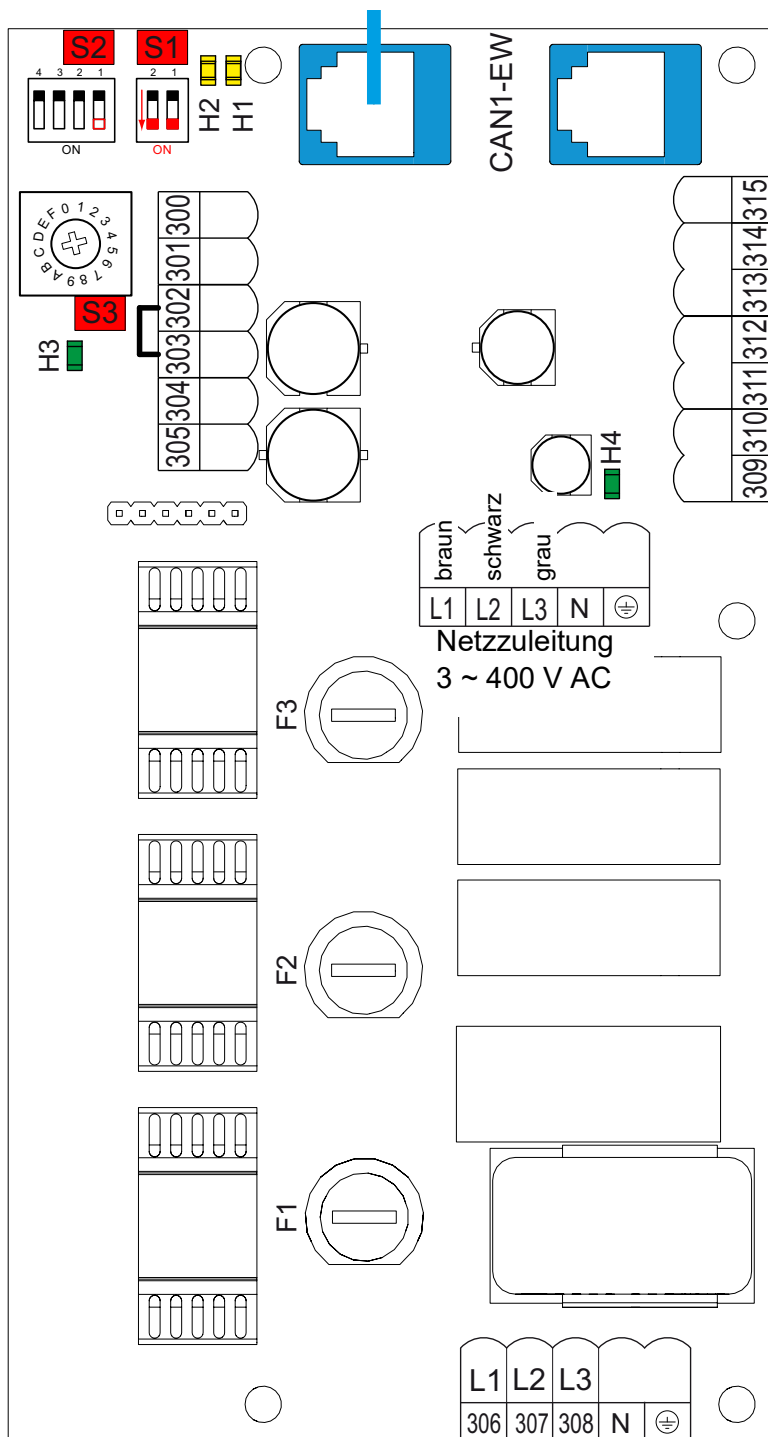 S2 S1
4 3 2 1
2 1
ON
ON
H2
H1
CAN1-EW
0 1 2 3 4 5 6 7 8 9 A B C D E F
S3
H3
300
301
302
303
304
305
315
314
313
312
311
310
309
H4
braun
schwarz
grau
L1 L2 L3 N
Netzzuleitung
3 ~ 400 V AC
F3
F2
F1
L1 L2 L3
306 307 308 N